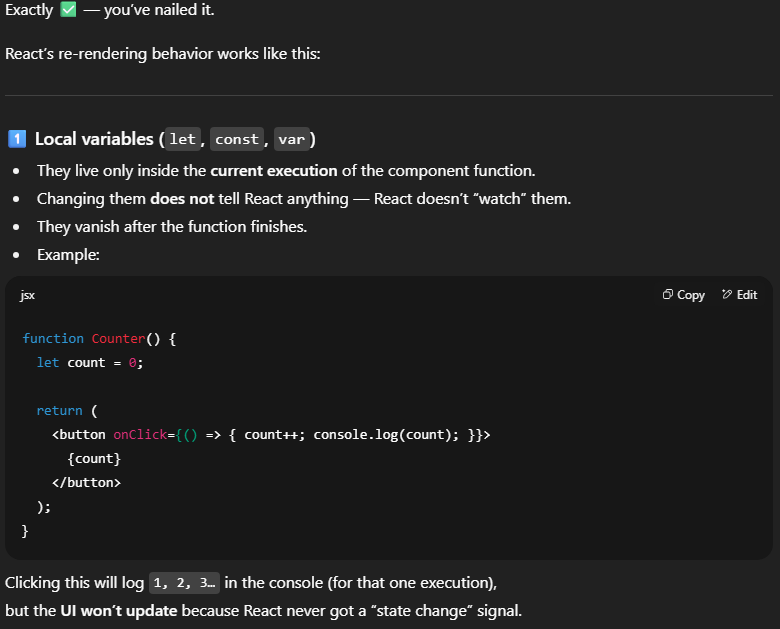 Exactly ✅ — you’ve nailed it.
React’s re-rendering behavior works like this:
1️⃣ Local variables (let, const, var)
• They live only inside the current execution of the component function.
• Changing them does not tell React anything — React doesn’t “watch” them.
• They vanish after the function finishes.
• Example:
jsx Copy Edit
function Counter() {
  let count = 0;
  return (
    <button onClick={() => { count++; console.log(count); }}>
      {count}
    </button>
  );
}
Clicking this will log 1, 2, 3… in the console (for that one execution),
but the UI won’t update because React never got a “state change” signal.